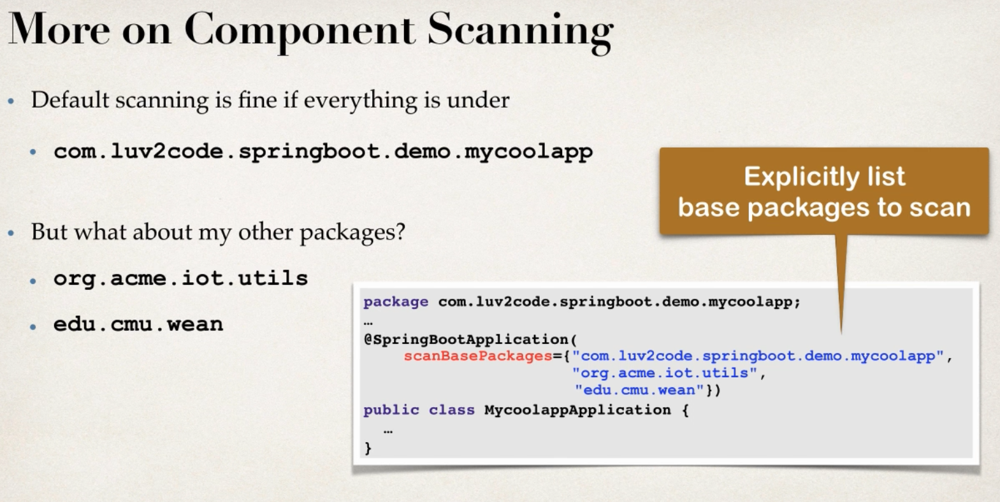 More on Component Scanning
Default scanning is fine if everything is under
com.luv2code.springboot.demo.mycoolapp
But what about my other packages?
org.acme.iot.utils
edu.cmu.wean
Explicitly list
base packages to scan
package com.luv2code.springboot.demo.mycoolapp;
…
@SpringBootApplication(
scanBasePackages={"com.luv2code.springboot.demo.mycoolapp",
"org.acme.iot.utils",
"edu.cmu.wean"})
public class MycoolappApplication {
…
}